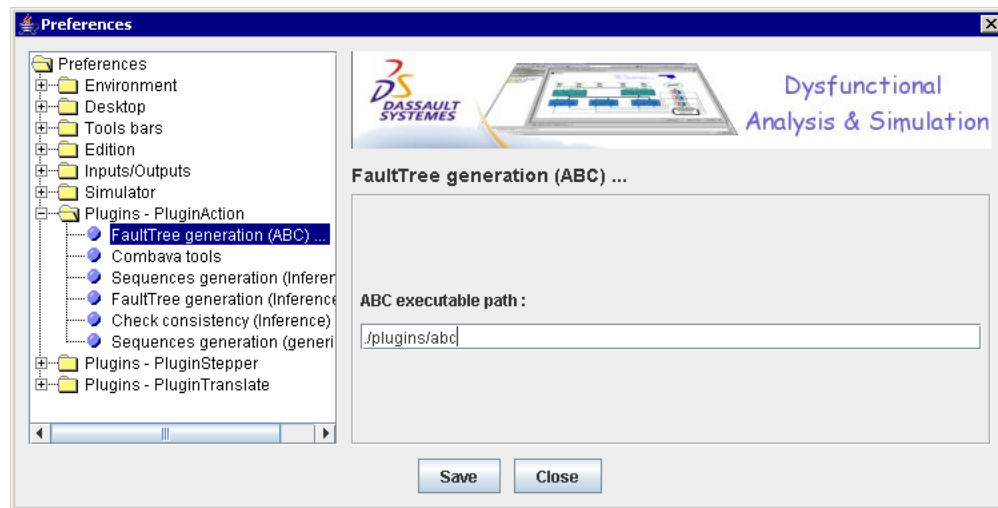 Preferences
Preferences
Environment
Desktop
Tools bars
Edition
Inputs/Outputs
Simulator
Plugins - PluginAction
FaultTree generation (ABC) ...
Combava tools
Sequences generation (Inferen
FaultTree generation (Inference
Check consistency (Inference)
Sequences generation (generi
Plugins - PluginStepper
Plugins - PluginTranslate
DASSAULT
SYSTEMES
Dysfunctional
Analysis & Simulation
FaultTree generation (ABC) ...
ABC executable path :
./plugins/abc
Save
Close